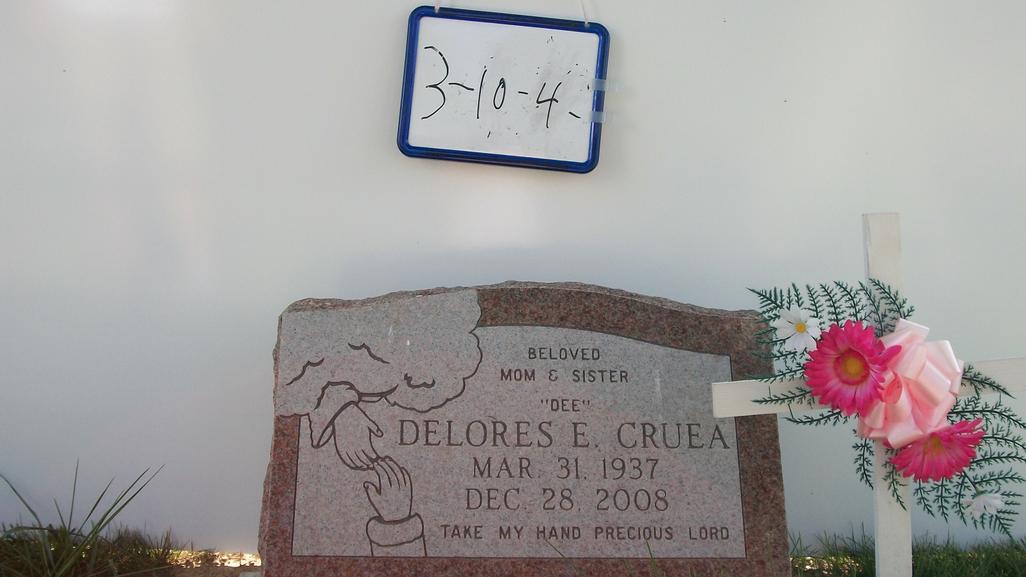 3-10-4
BELOVED
MOM & SISTER
"DEE"
DELORES E. CRUEA
MAR. 31, 1937
DEC. 28, 2008
TAKE MY HAND PRECIOUS LORD